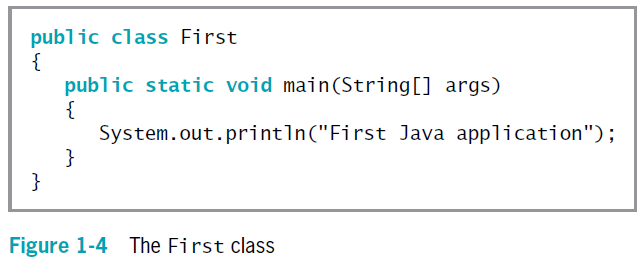 public class First
{
   public static void main(String[] args)
   {
      System.out.println("First Java application");
   }
}
Figure 1-4 The First class